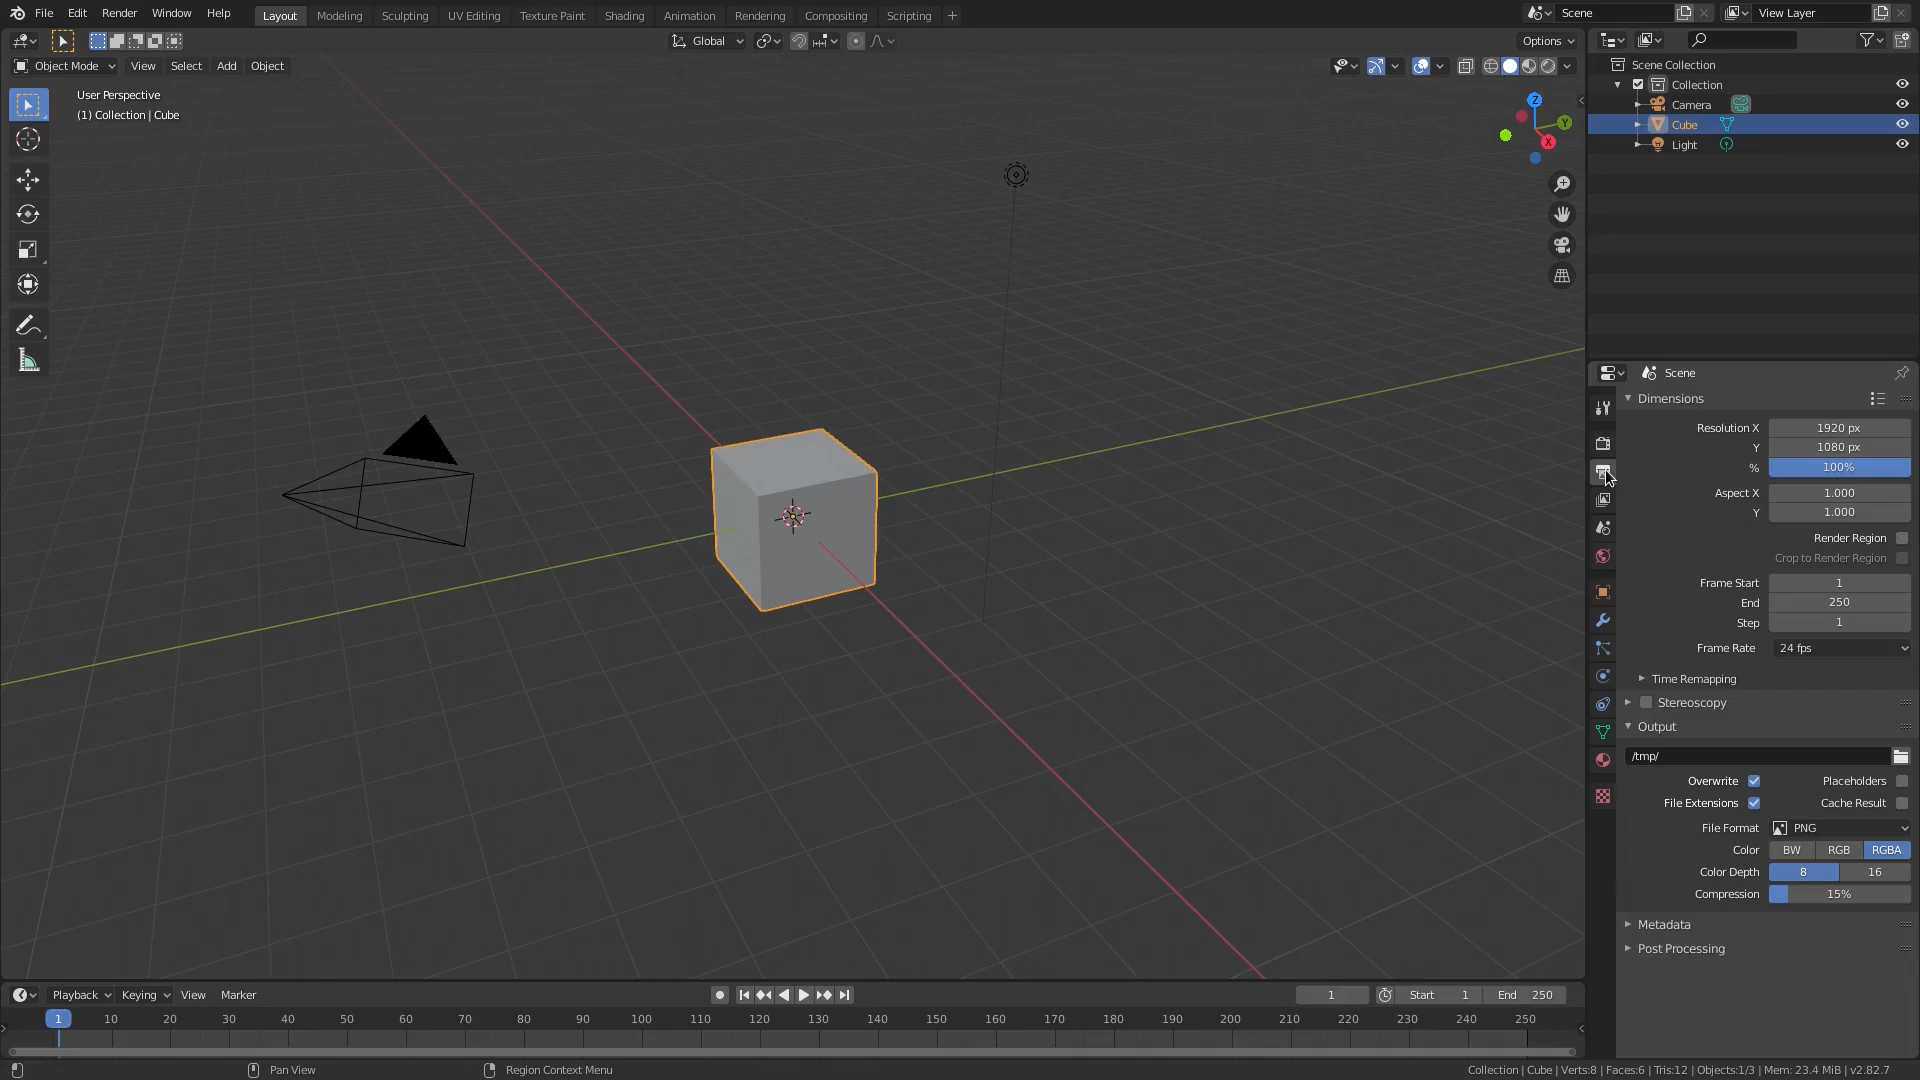 File Edit Render Window Help Layout Modeling Sculpting UV Editing Texture Paint Shading Animation Rendering Compositing Scripting + Scene View Layer
Global Options
Object Mode View Select Add Object
User Perspective
(1) Collection | Cube
Z
Y
X
Scene Collection
Collection
Camera
Cube
Light
Scene
Dimensions
Resolution X 1920 px
Y 1080 px
% 100%
Aspect X 1.000
Y 1.000
Render Region
Crop to Render Region
Frame Start 1
End 250
Step 1
Frame Rate 24 fps
Time Remapping
Stereoscopy
Output
/tmp/
Overwrite Placeholders
File Extensions Cache Result
File Format PNG
Color BW RGB RGBA
Color Depth 8 16
Compression 15%
Metadata
Post Processing
Playback Keying View Marker 1 Start 1 End 250
1 10 20 30 40 50 60 70 80 90 100 110 120 130 140 150 160 170 180 190 200 210 220 230 240 250
Pan View Region Context Menu Collection | Cube | Verts:8 | Faces:6 | Tris:12 | Objects:1/3 | Mem: 23.4 MiB | v2.82.7